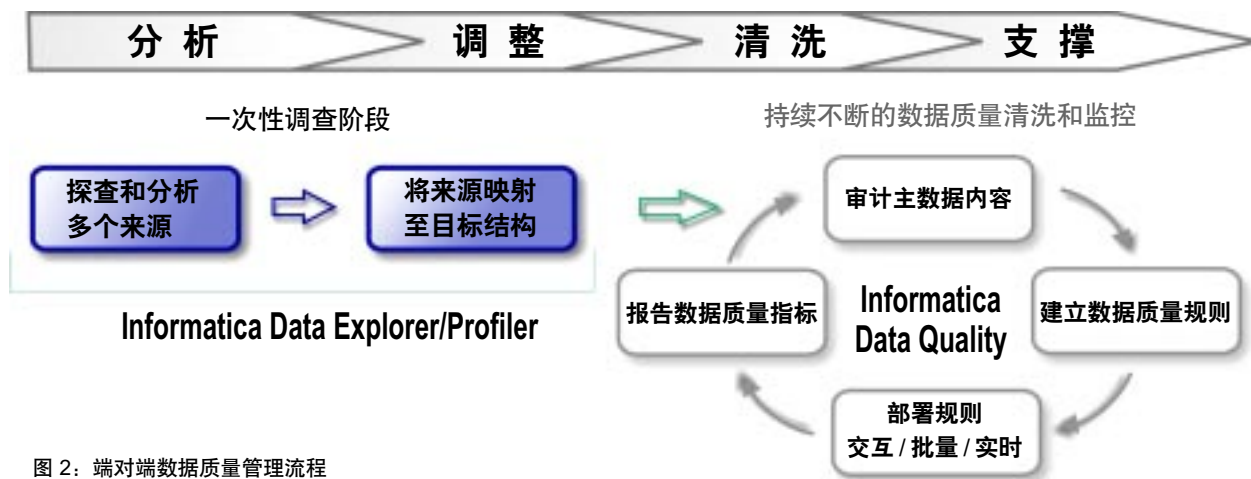 分 析
调 整
清 洗
支 撑
一次性调查阶段
持续不断的数据质量清洗和监控
探查和分析
多个来源
将来源映射
至目标结构
Informatica Data Explorer/Profiler
审计主数据内容
报告数据质量指标
Informatica
Data Quality
建立数据质量规则
部署规则
交互 / 批量 / 实时
图 2：端对端数据质量管理流程